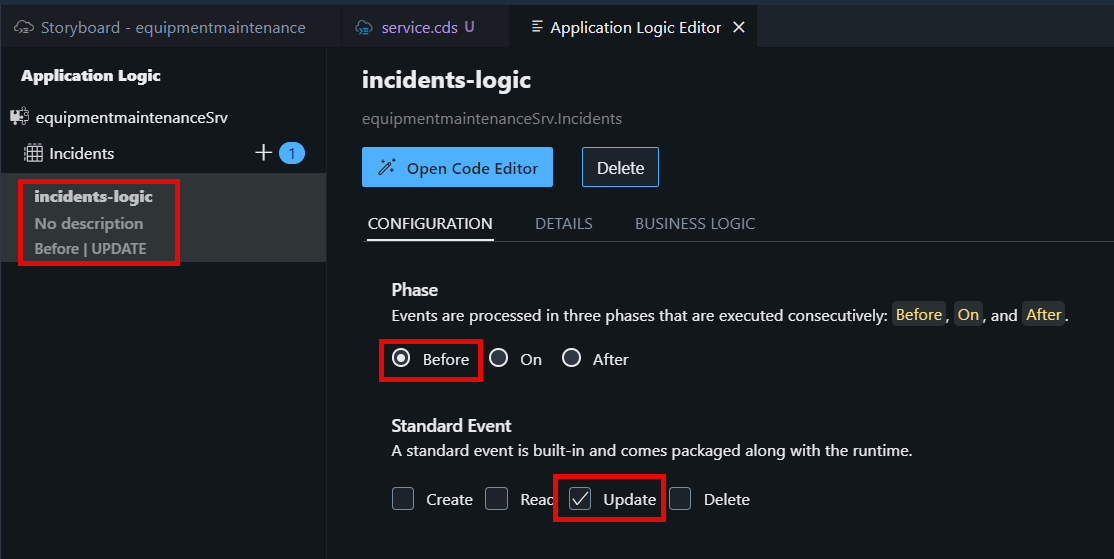 Storyboard - equipmentmaintenance
service.cds U
Application Logic Editor
Application Logic
equipmentmaintenanceSrv
Incidents 1
incidents-logic
No description
Before | UPDATE
incidents-logic
equipmentmaintenanceSrv.Incidents
Open Code Editor
Delete
CONFIGURATION DETAILS BUSINESS LOGIC
Phase
Events are processed in three phases that are executed consecutively: Before, On, and After.
Before On After
Standard Event
A standard event is built-in and comes packaged along with the runtime.
Create Read Update Delete